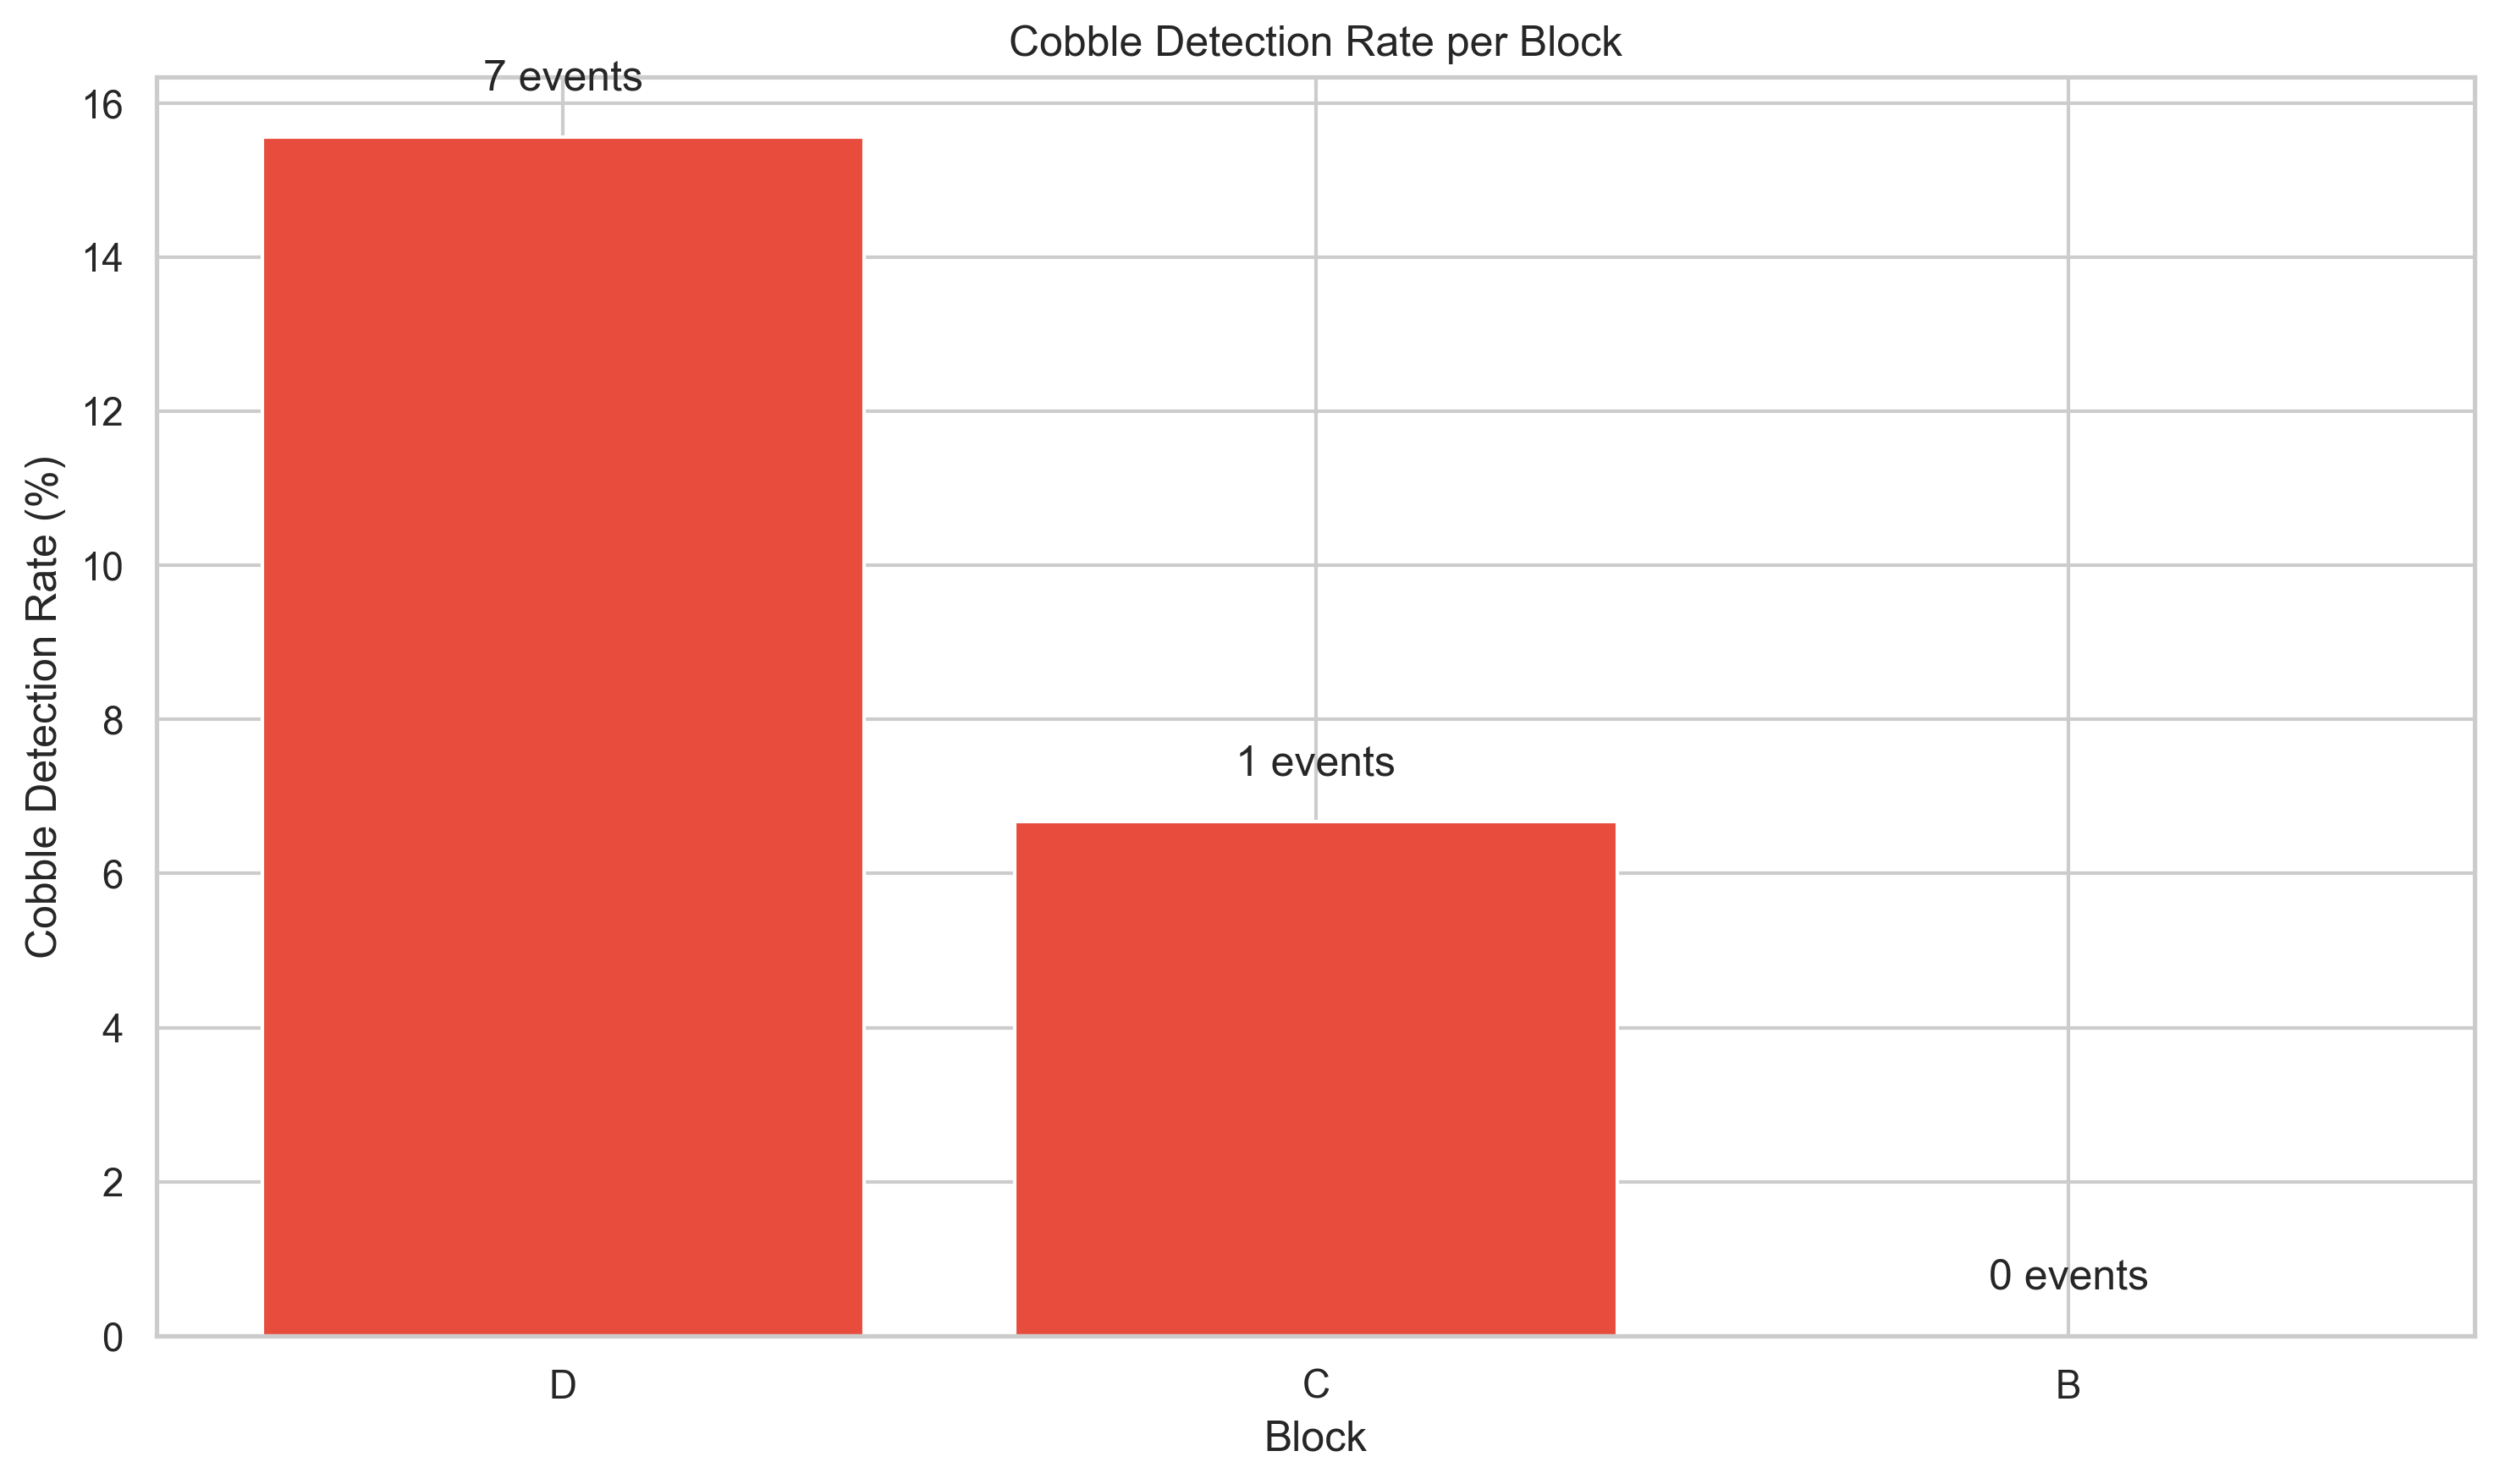 Cobble Detection Rate per Block
7 events
1 events
0 events
16
14
12
10
8
6
4
2
0
Cobble Detection Rate (%)
D
C
B
Block